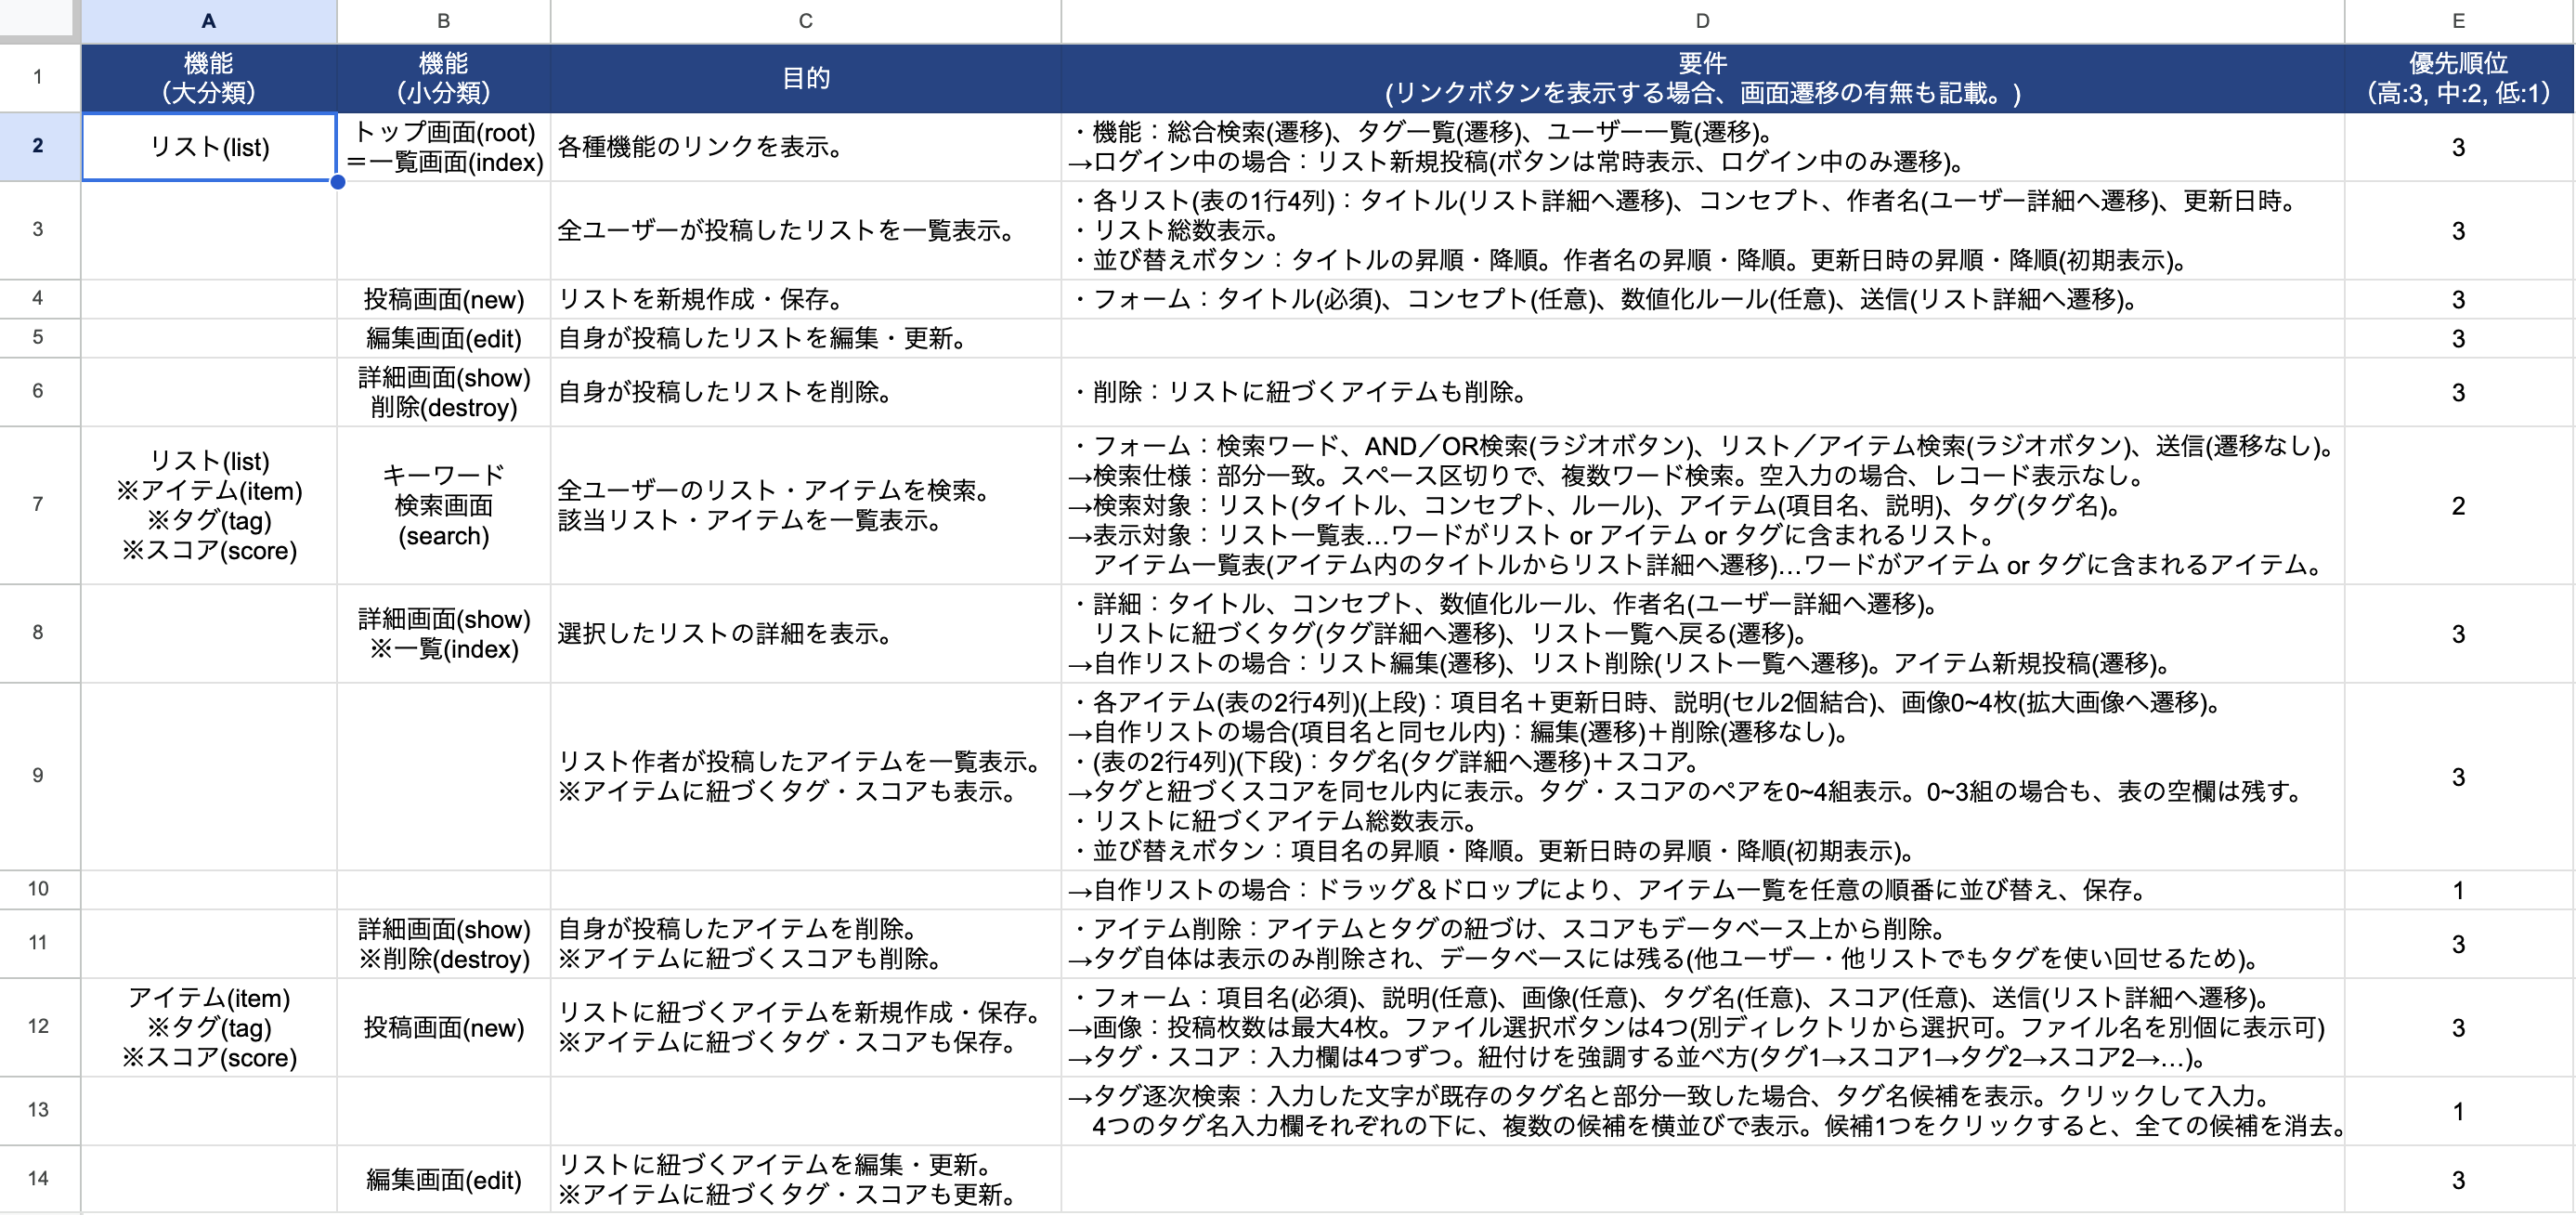 A B C D E
1 機能 機能 目的 要件 優先順位
（大分類） （小分類） (リンクボタンを表示する場合、画面遷移の有無も記載。) （高:3, 中:2, 低:1）
2 リスト(list) トップ画面(root) 各種機能のリンクを表示。 ・機能：総合検索(遷移)、タグ一覧(遷移)、ユーザー一覧(遷移)。 3
＝一覧画面(index) →ログイン中の場合：リスト新規投稿(ボタンは常時表示、ログイン中のみ遷移)。
3 全ユーザーが投稿したリストを一覧表示。 ・各リスト(表の1行4列)：タイトル(リスト詳細へ遷移)、コンセプト、作者名(ユーザー詳細へ遷移)、更新日時。 3
・リスト総数表示。
・並び替えボタン：タイトルの昇順・降順。作者名の昇順・降順。更新日時の昇順・降順(初期表示)。
4 投稿画面(new) リストを新規作成・保存。 ・フォーム：タイトル(必須)、コンセプト(任意)、数値化ルール(任意)、送信(リスト詳細へ遷移)。 3
5 編集画面(edit) 自身が投稿したリストを編集・更新。 3
6 詳細画面(show) 自身が投稿したリストを削除。 ・削除：リストに紐づくアイテムも削除。 3
削除(destroy)
7 リスト(list) キーワード 全ユーザーのリスト・アイテムを検索。 ・フォーム：検索ワード、AND／OR検索(ラジオボタン)、リスト／アイテム検索(ラジオボタン)、送信(遷移なし)。 2
※アイテム(item) 検索画面 該当リスト・アイテムを一覧表示。 →検索仕様：部分一致。スペース区切りで、複数ワード検索。空入力の場合、レコード表示なし。
※タグ(tag) (search) →検索対象：リスト(タイトル、コンセプト、ルール)、アイテム(項目名、説明)、タグ(タグ名)。
※スコア(score) →表示対象：リスト一覧表…ワードがリスト or アイテム or タグに含まれるリスト。
アイテム一覧表(アイテム内のタイトルからリスト詳細へ遷移)…ワードがアイテム or タグに含まれるアイテム。
8 詳細画面(show) 選択したリストの詳細を表示。 ・詳細：タイトル、コンセプト、数値化ルール、作者名(ユーザー詳細へ遷移)。 3
※一覧(index) リストに紐づくタグ(タグ詳細へ遷移)、リスト一覧へ戻る(遷移)。
→自作リストの場合：リスト編集(遷移)、リスト削除(リスト一覧へ遷移)。アイテム新規投稿(遷移)。
9 リスト作者が投稿したアイテムを一覧表示。 ・各アイテム(表の2行4列)(上段)：項目名＋更新日時、説明(セル2個結合)、画像0~4枚(拡大画像へ遷移)。 3
※アイテムに紐づくタグ・スコアも表示。 →自作リストの場合(項目名と同セル内)：編集(遷移)＋削除(遷移なし)。
・(表の2行4列)(下段)：タグ名(タグ詳細へ遷移)＋スコア。
→タグと紐づくスコアを同セル内に表示。タグ・スコアのペアを0~4組表示。0~3組の場合も、表の空欄は残す。
・リストに紐づくアイテム総数表示。
・並び替えボタン：項目名の昇順・降順。更新日時の昇順・降順(初期表示)。
10 →自作リストの場合：ドラッグ＆ドロップにより、アイテム一覧を任意の順番に並び替え、保存。 1
11 詳細画面(show) 自身が投稿したアイテムを削除。 ・アイテム削除：アイテムとタグの紐づけ、スコアもデータベース上から削除。 3
※削除(destroy) ※アイテムに紐づくスコアも削除。 →タグ自体は表示のみ削除され、データベースには残る(他ユーザー・他リストでもタグを使い回せるため)。
12 アイテム(item) 投稿画面(new) リストに紐づくアイテムを新規作成・保存。 ・フォーム：項目名(必須)、説明(任意)、画像(任意)、タグ名(任意)、スコア(任意)、送信(リスト詳細へ遷移)。 3
※タグ(tag) ※アイテムに紐づくタグ・スコアも保存。 →画像：投稿枚数は最大4枚。ファイル選択ボタンは4つ(別ディレクトリから選択可。ファイル名を別個に表示可)
※スコア(score) →タグ・スコア：入力欄は4つずつ。紐付けを強調する並べ方(タグ1→スコア1→タグ2→スコア2→…)。
13 →タグ逐次検索：入力した文字が既存のタグ名と部分一致した場合、タグ名候補を表示。クリックして入力。 1
4つのタグ名入力欄それぞれの下に、複数の候補を横並びで表示。候補1つをクリックすると、全ての候補を消去。
14 編集画面(edit) リストに紐づくアイテムを編集・更新。 3
※アイテムに紐づくタグ・スコアも更新。